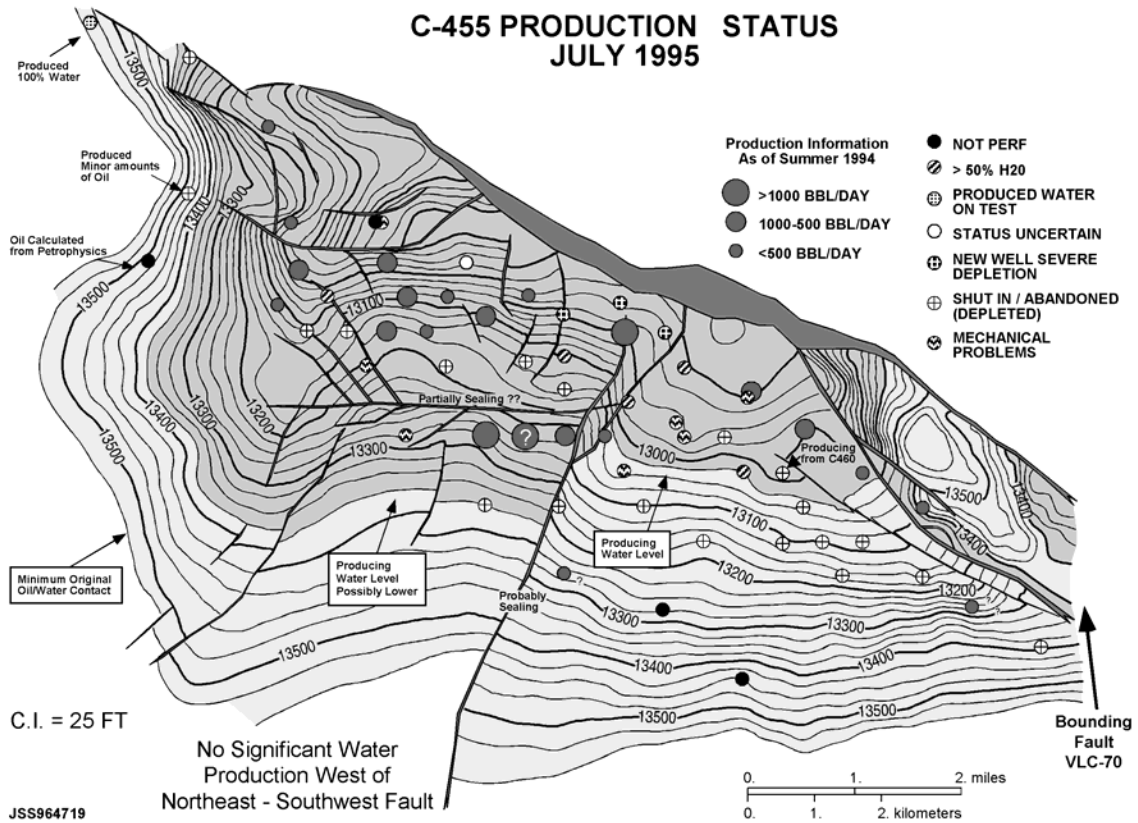 C-455 PRODUCTION STATUS
JULY 1995
Produced
100% Water
Produced
Minor amounts
of Oil
Oil Calculated
from Petrophysics
Production Information
As of Summer 1994
>1000 BBL/DAY
1000-500 BBL/DAY
<500 BBL/DAY
NOT PERF
> 50% H20
PRODUCED WATER
ON TEST
STATUS UNCERTAIN
NEW WELL SEVERE
DEPLETION
SHUT IN / ABANDONED
(DEPLETED)
MECHANICAL
PROBLEMS
13500
13400
13300
13500
13100
13400
13300
13200
13500
Partially Sealing ??
?
13300
13000
Producing
from C460
13500
13400
13400
13100
13200
13200
Producing
Water Level
Producing
Water Level
Possibly Lower
Minimum Original
Oil/Water Contact
Probably
Sealing
?
?
?
13300
13300
13500
13400
13400
13500
13500
C.I. = 25 FT
No Significant Water
Production West of
Northeast - Southwest Fault
Bounding
Fault
VLC-70
0. 1. 2. miles
0. 1. 2. kilometers
JSS964719